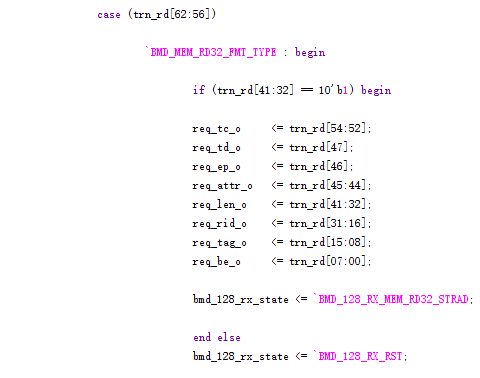 case (trn_rd[62:56])
`BMD_MEM_RD32_FMT_TYPE : begin
if (trn_rd[41:32] == 10'b1) begin
req_tc_o <= trn_rd[54:52];
req_td_o <= trn_rd[47];
req_ep_o <= trn_rd[46];
req_attr_o <= trn_rd[45:44];
req_len_o <= trn_rd[41:32];
req_rid_o <= trn_rd[31:16];
req_tag_o <= trn_rd[15:08];
req_be_o <= trn_rd[07:00];
bmd_128_rx_state <= `BMD_128_RX_MEM_RD32_STRAD;
end else
bmd_128_rx_state <= `BMD_128_RX_RST;